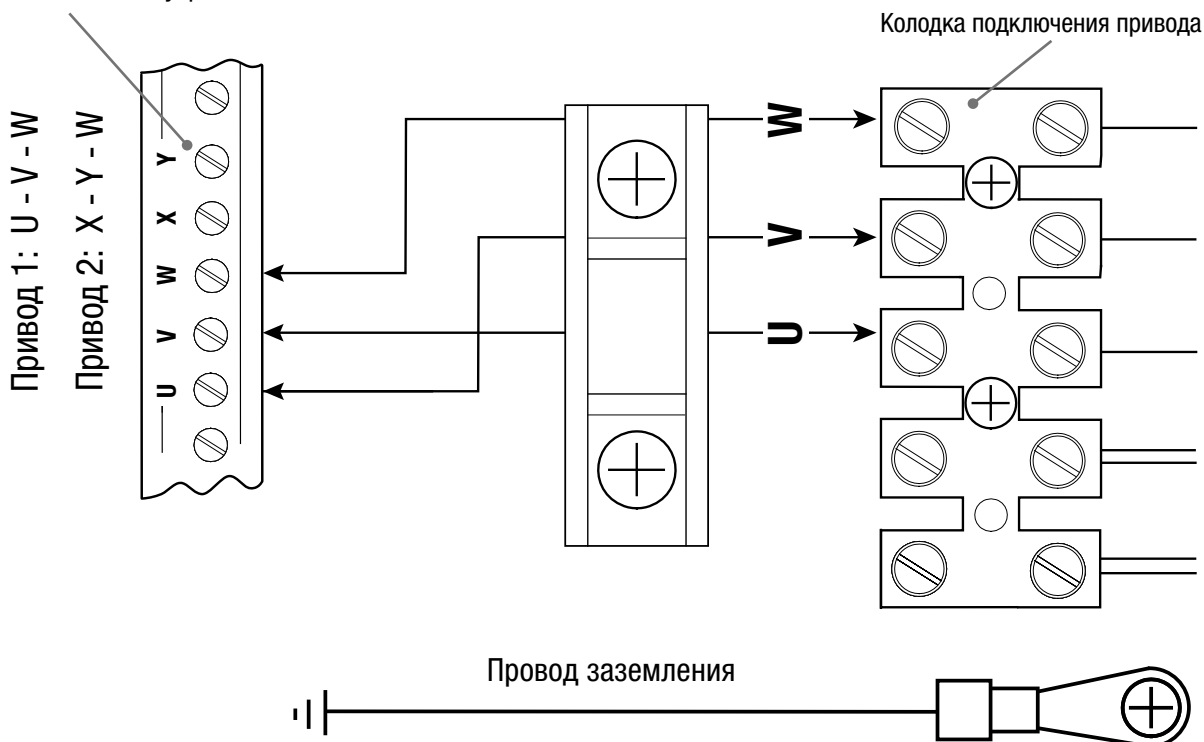 Колодка подключения привода
Привод 1: U - V - W
Привод 2: X - Y - W
Y
X
W
V
U
W
V
U
Провод заземления